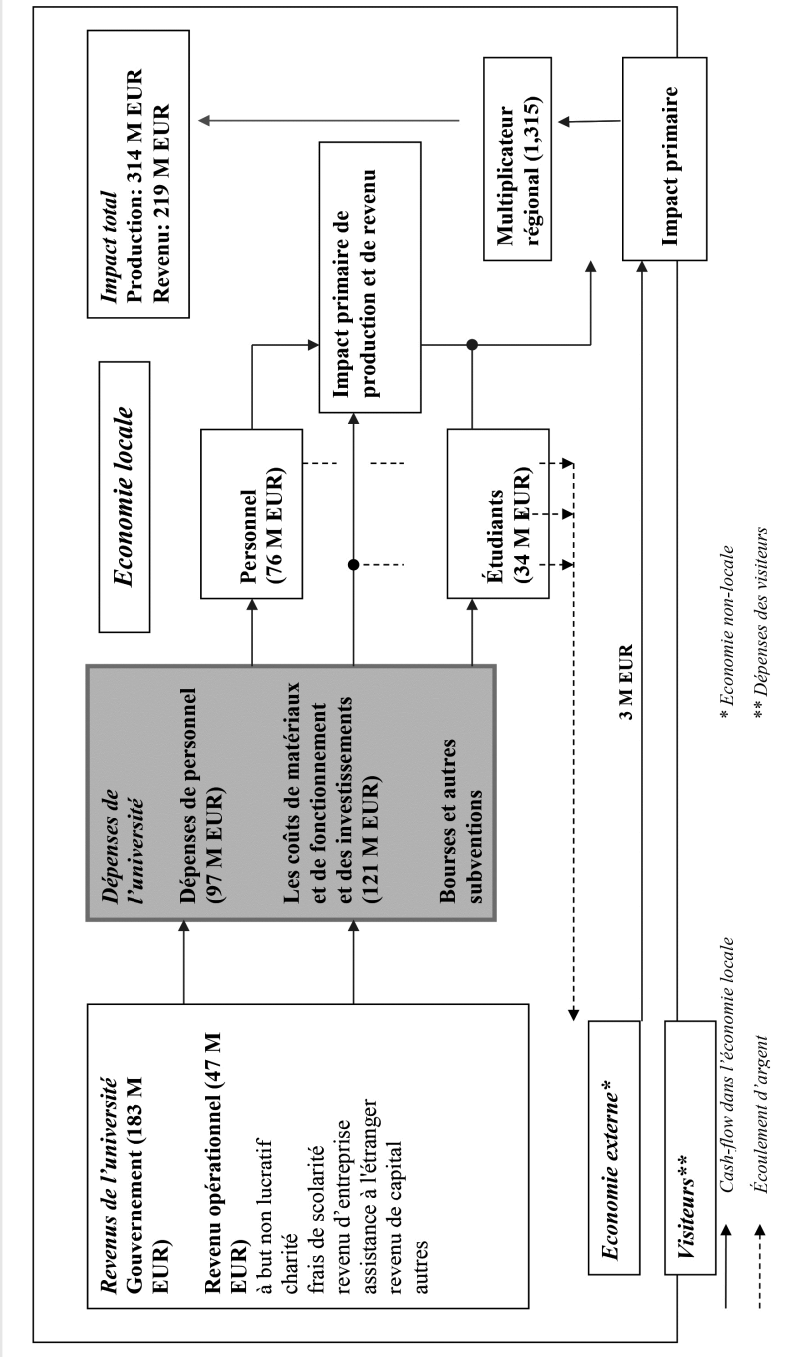 Revenus de l’université
Gouvernement (183 M
EUR)
Revenu opérationnel (47 M
EUR)
à but non lucratif
charité
frais de scolarité
revenu d’entreprise
assistance à l'étranger
revenu de capital
autres
Dépenses de
l’université
Dépenses de personnel
(97 M EUR)
Les coûts de matériaux
et de fonctionnement
et des investissements
(121 M EUR)
Bourses et autres
subventions
Economie locale
Personnel
(76 M EUR)
Étudiants
(34 M EUR)
Impact primaire de
production et de revenu
Impact total
Production: 314 M EUR
Revenu: 219 M EUR
Multiplicateur
régional (1,315)
Impact primaire
3 M EUR
Economie externe*
Visiteurs**
Cash-flow dans l’économie locale
Écoulement d’argent
* Economie non-locale
** Dépenses des visiteurs